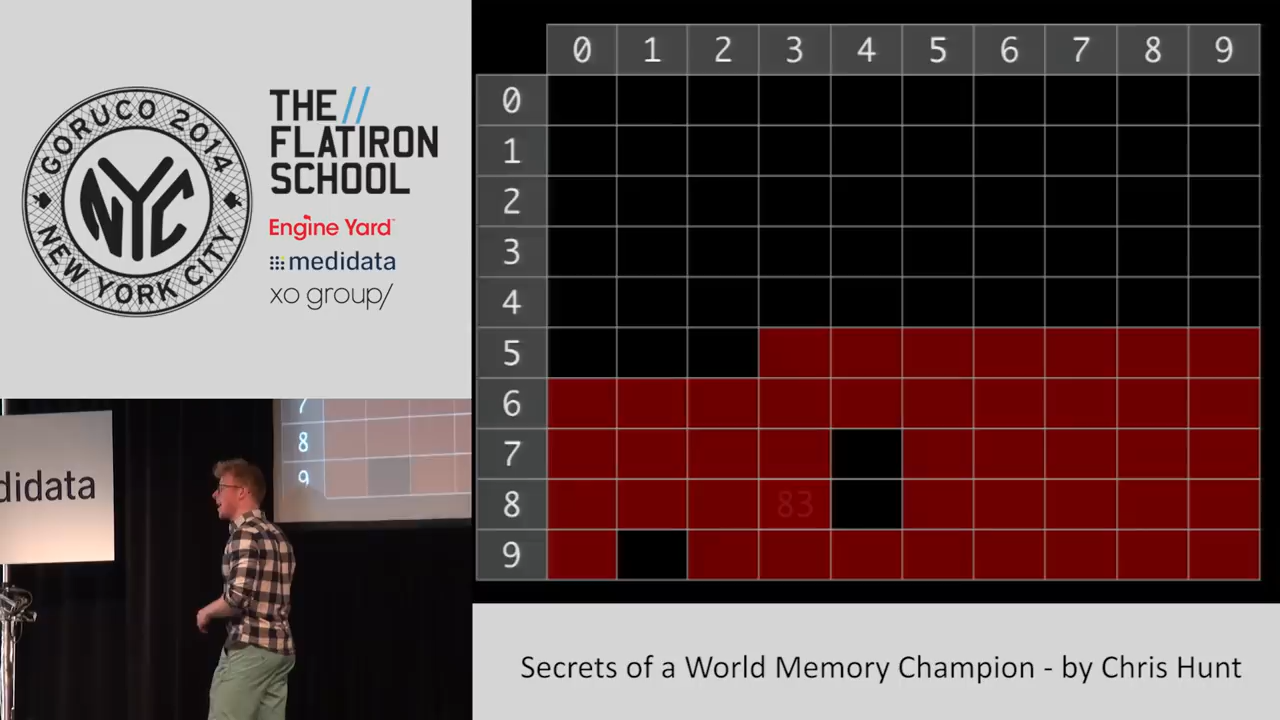 GORUCO 2014
NYC
NEW YORK CITY
THE//
FLATIRON
SCHOOL
Engine Yard
medidata
xo group/
0 1 2 3 4 5 6 7 8 9
0
1
2
3
4
5
6
7
8 83
9
7
8
9
didata
Secrets of a World Memory Champion - by Chris Hunt